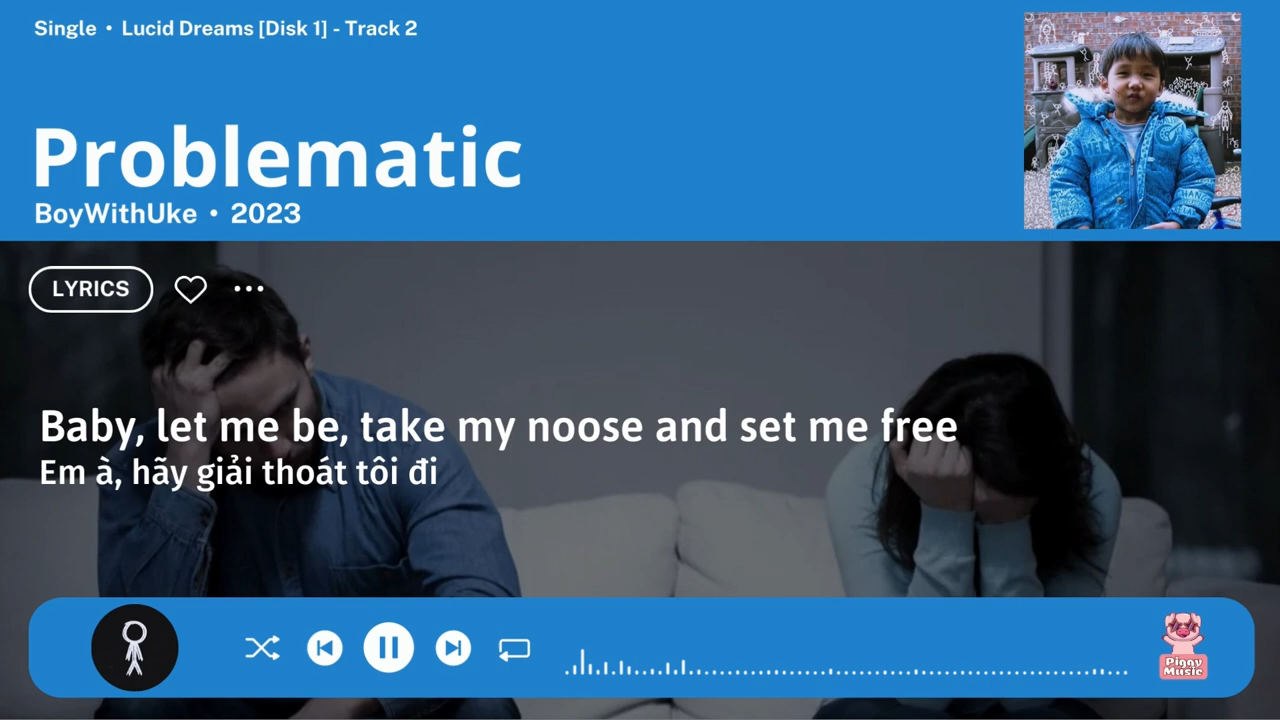 Single • Lucid Dreams [Disk 1] - Track 2
Problematic
BoyWithUke • 2023
LYRICS
Baby, let me be, take my noose and set me free
Em à, hãy giải thoát tôi đi
Piggy
Music